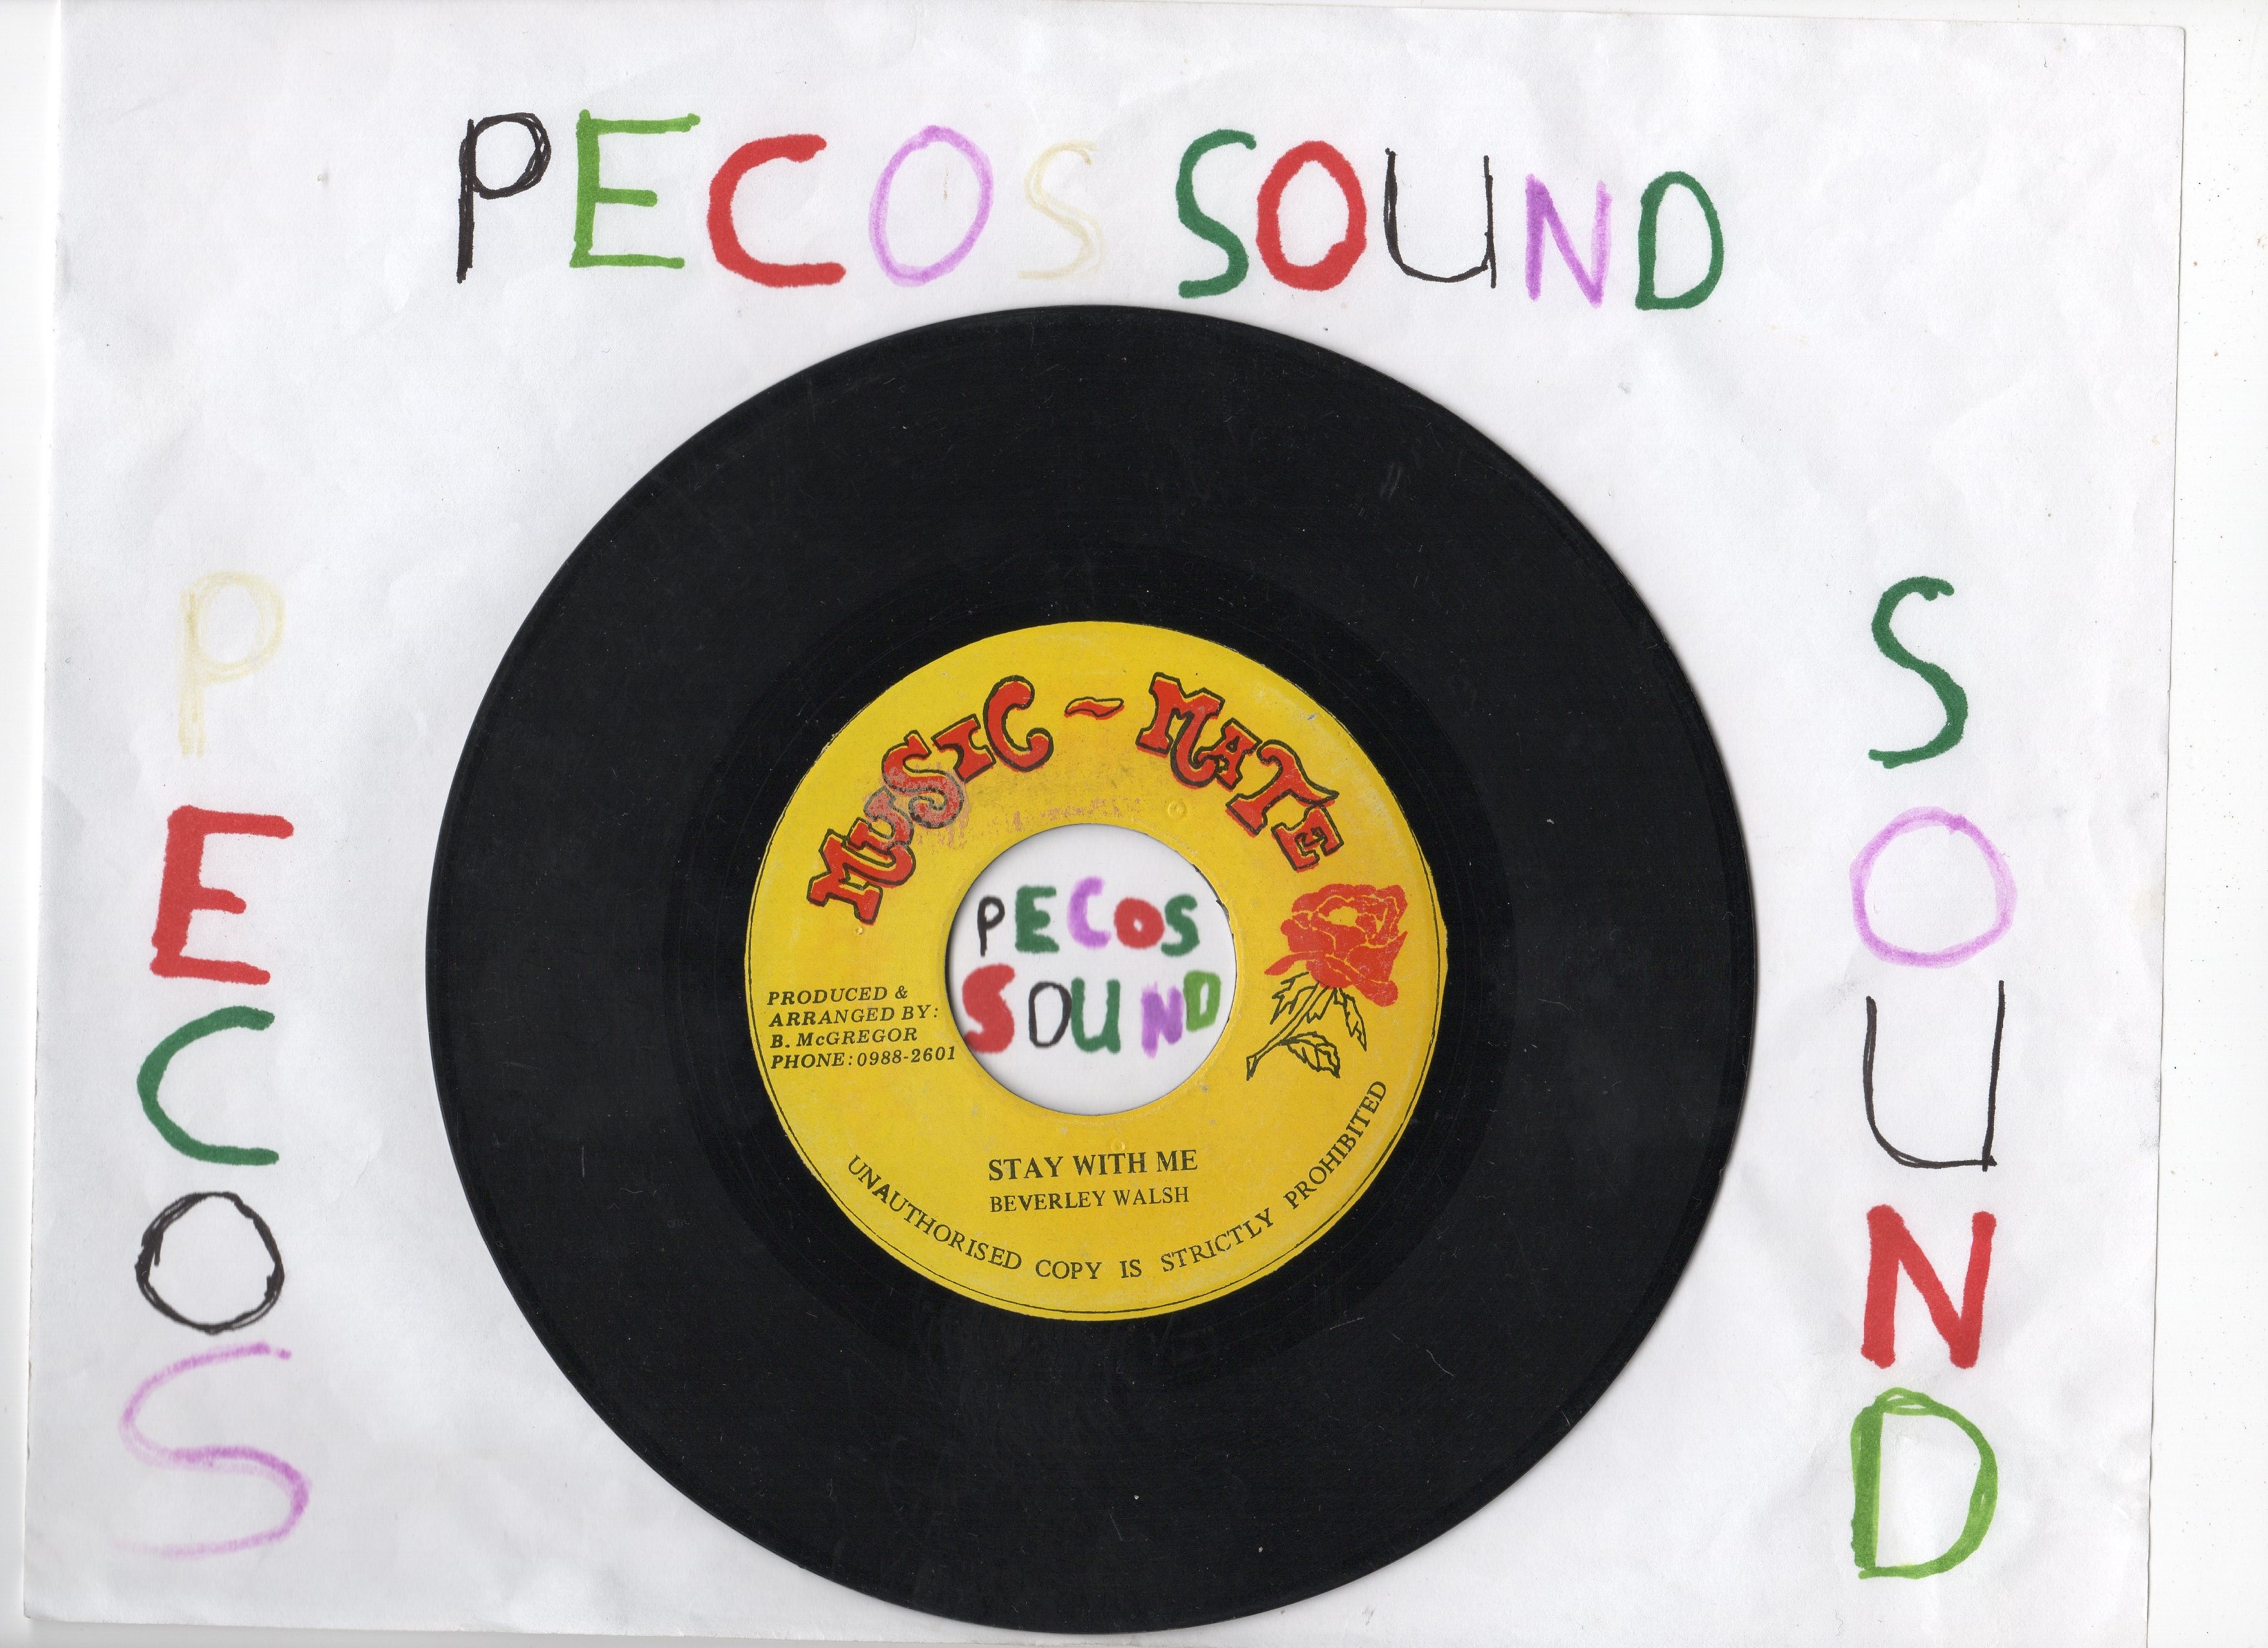 PECOS SOUND
PECOS
SOUND
MUSIC - MATE
PECOS
SOUND
PRODUCED &
ARRANGED BY:
B. McGREGOR
PHONE:0988-2601
STAY WITH ME
BEVERLEY WALSH
UNAUTHORISED COPY IS STRICTLY PROHIBITED